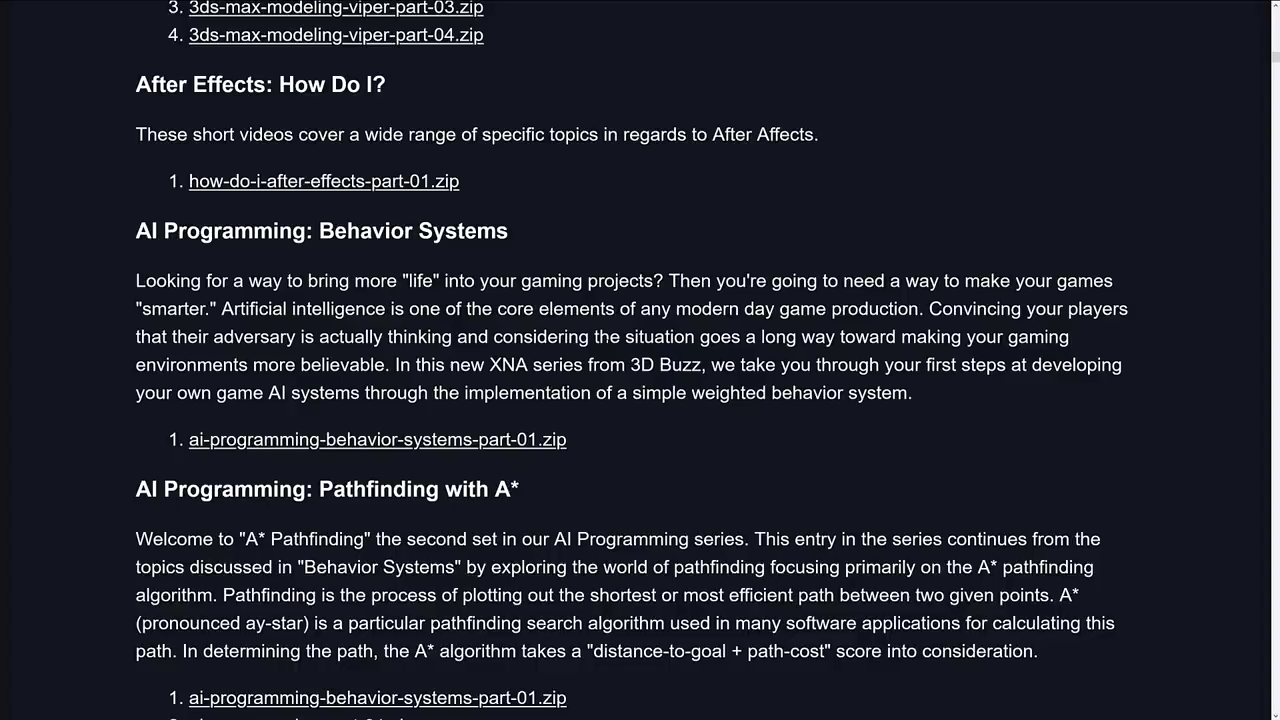 3. 3ds-max-modeling-viper-part-03.zip
4. 3ds-max-modeling-viper-part-04.zip
After Effects: How Do I?
These short videos cover a wide range of specific topics in regards to After Affects.
1. how-do-i-after-effects-part-01.zip
AI Programming: Behavior Systems
Looking for a way to bring more "life" into your gaming projects? Then you're going to need a way to make your games
"smarter." Artificial intelligence is one of the core elements of any modern day game production. Convincing your players
that their adversary is actually thinking and considering the situation goes a long way toward making your gaming
environments more believable. In this new XNA series from 3D Buzz, we take you through your first steps at developing
your own game AI systems through the implementation of a simple weighted behavior system.
1. ai-programming-behavior-systems-part-01.zip
AI Programming: Pathfinding with A*
Welcome to "A* Pathfinding" the second set in our AI Programming series. This entry in the series continues from the
topics discussed in "Behavior Systems" by exploring the world of pathfinding focusing primarily on the A* pathfinding
algorithm. Pathfinding is the process of plotting out the shortest or most efficient path between two given points. A*
(pronounced ay-star) is a particular pathfinding search algorithm used in many software applications for calculating this
path. In determining the path, the A* algorithm takes a "distance-to-goal + path-cost" score into consideration.
1. ai-programming-behavior-systems-part-01.zip